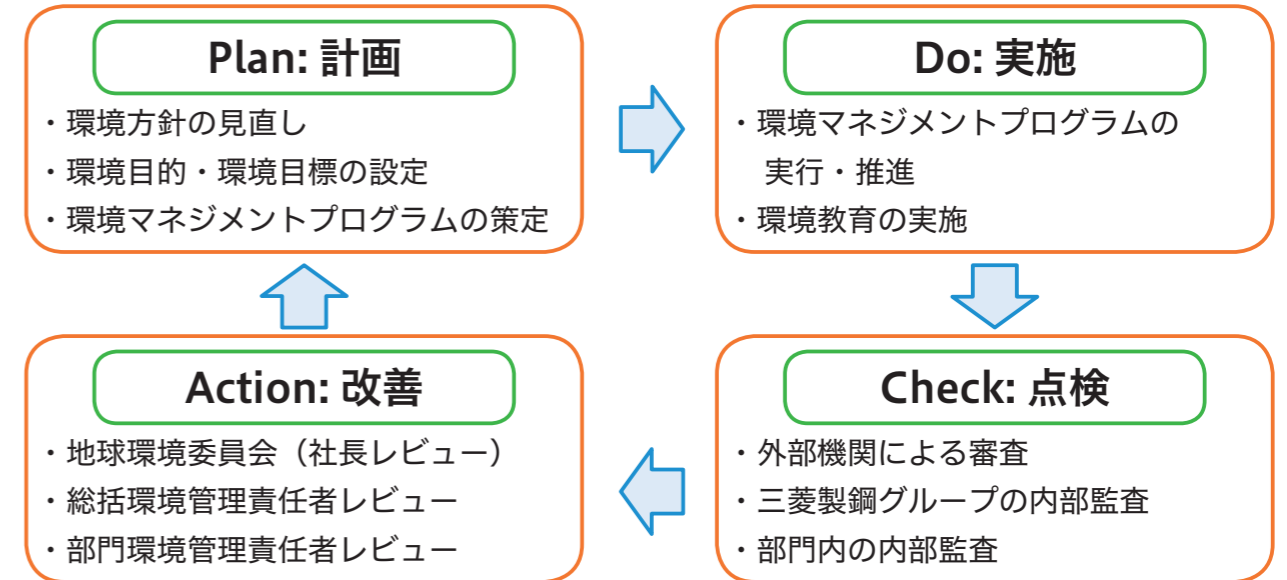 Plan: 計画
・環境方針の見直し
・環境目的・環境目標の設定
・環境マネジメントプログラムの策定
Do: 実施
・環境マネジメントプログラムの
実行・推進
・環境教育の実施
Check: 点検
・外部機関による審査
・三菱製鋼グループの内部監査
・部門内の内部監査
Action: 改善
・地球環境委員会（社長レビュー）
・総括環境管理責任者レビュー
・部門環境管理責任者レビュー